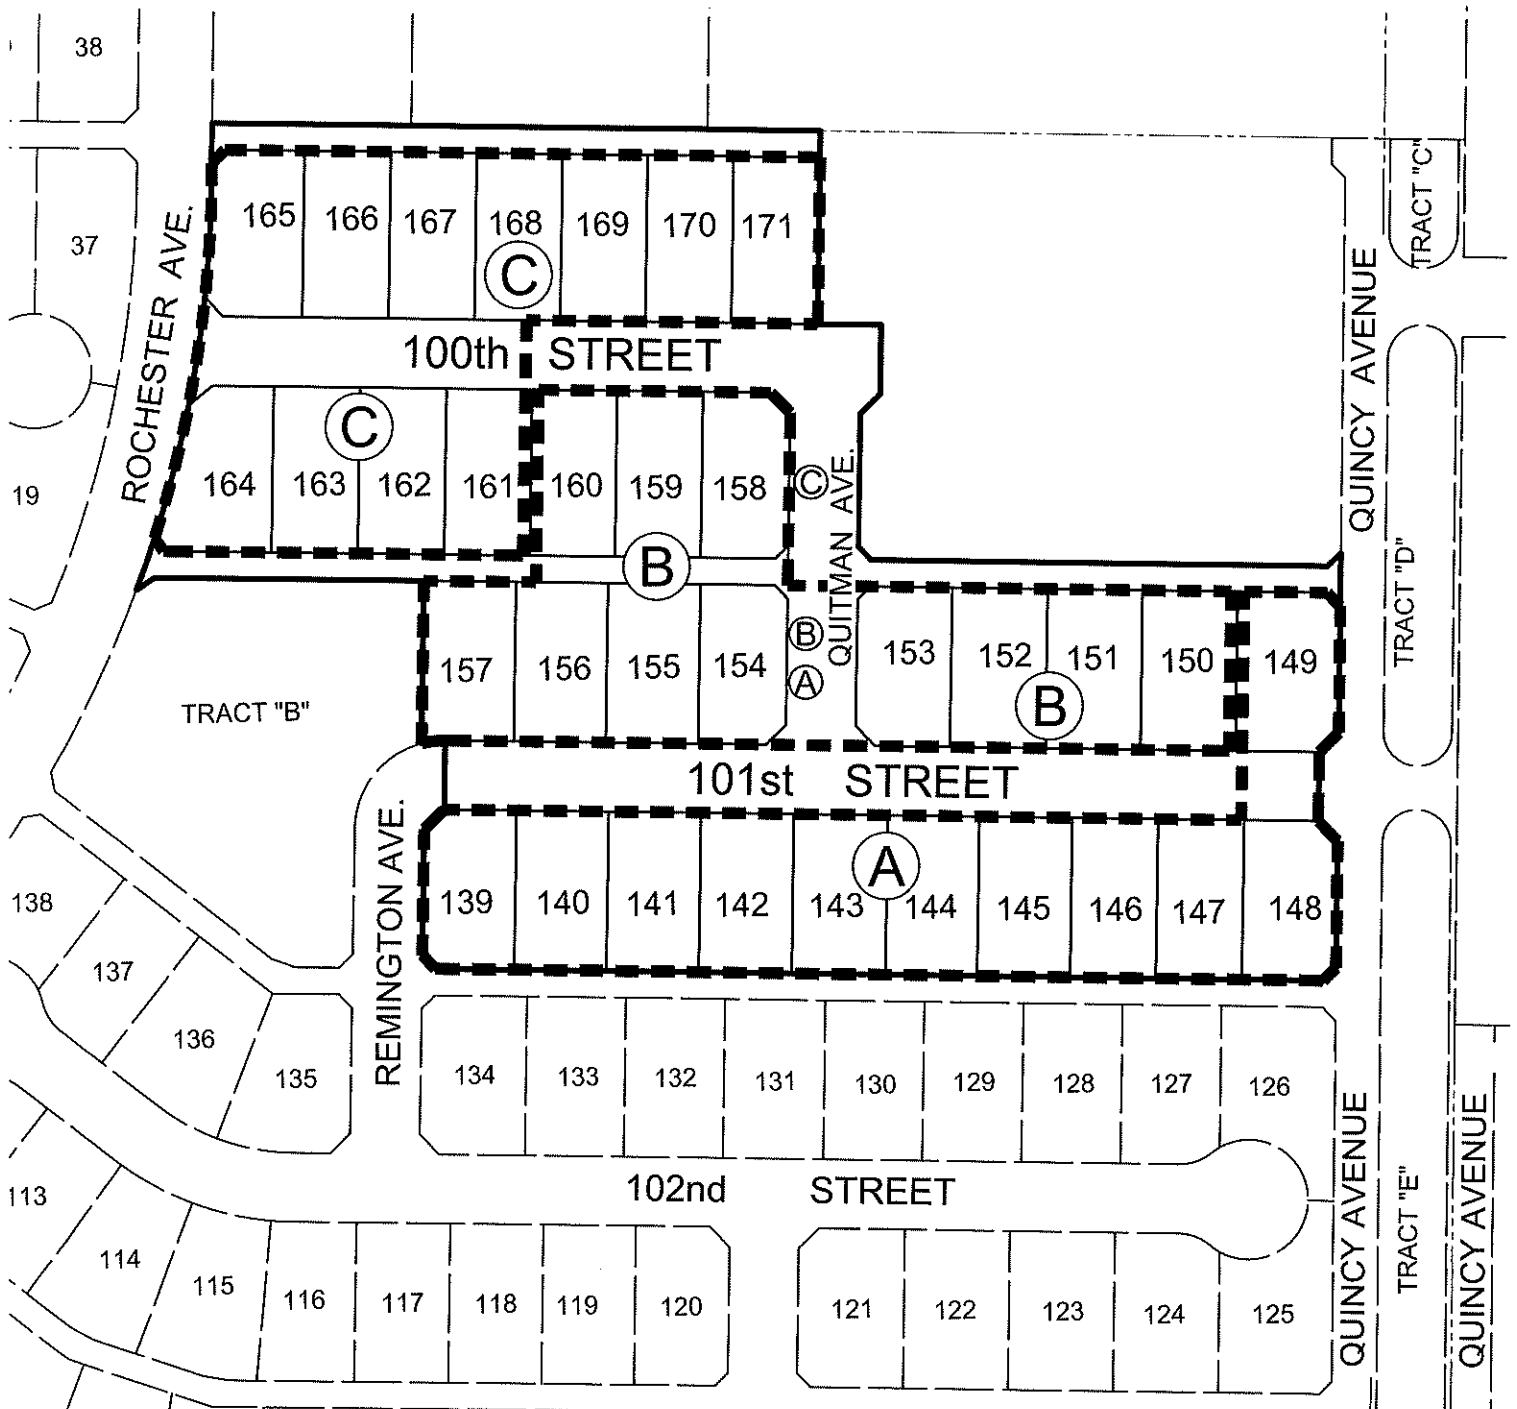 38
TRACT "C"
165 166 167 168 169 170 171
37
C
ROCHESTER AVE.
QUINCY AVENUE
100th STREET
C
164 163 162 161 160 159 158
C
QUITMAN AVE.
19
B
TRACT "D"
B
157 156 155 154
A
153 152 151 150 149
B
TRACT "B"
101st STREET
REMINGTON AVE.
A
139 140 141 142 143 144 145 146 147 148
138
137
136
135
134 133 132 131 130 129 128 127 126
102nd STREET
QUINCY AVENUE
TRACT "E"
QUINCY AVENUE
113
114
115
116 117 118 119 120 121 122 123 124 125